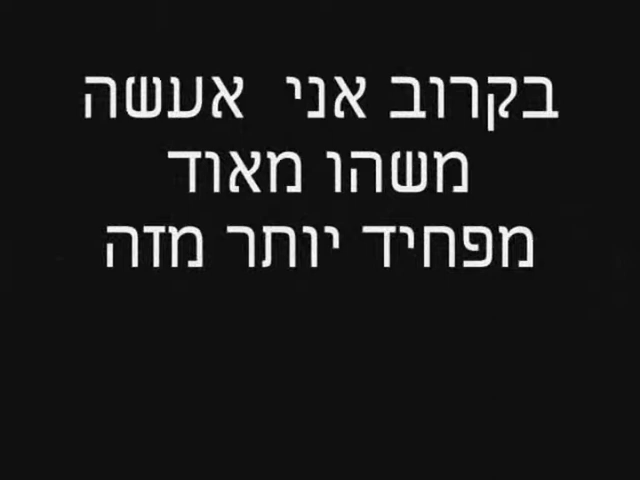 בקרוב אני אעשה
משהו מאוד
מפחיד יותר מזה